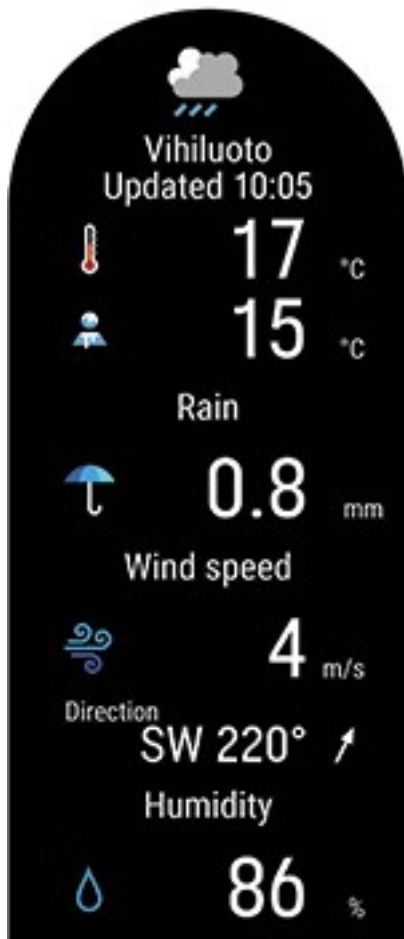 Vihiluoto
Updated 10:05
17 °C
15 °C
Rain
0.8 mm
Wind speed
4 m/s
Direction
SW 220°
Humidity
86 %